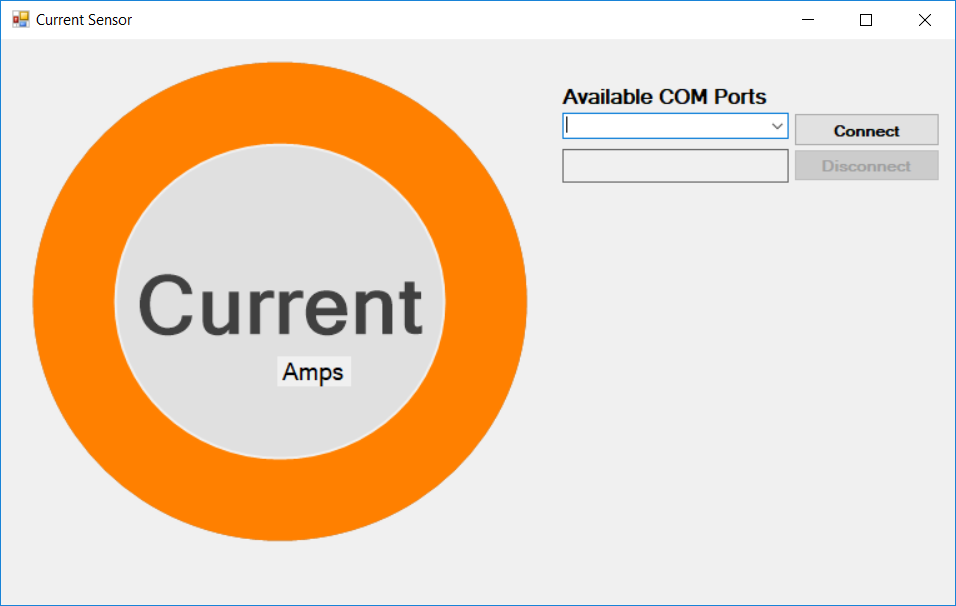 Current Sensor
Available COM Ports
Connect
Disconnect
Current
Amps